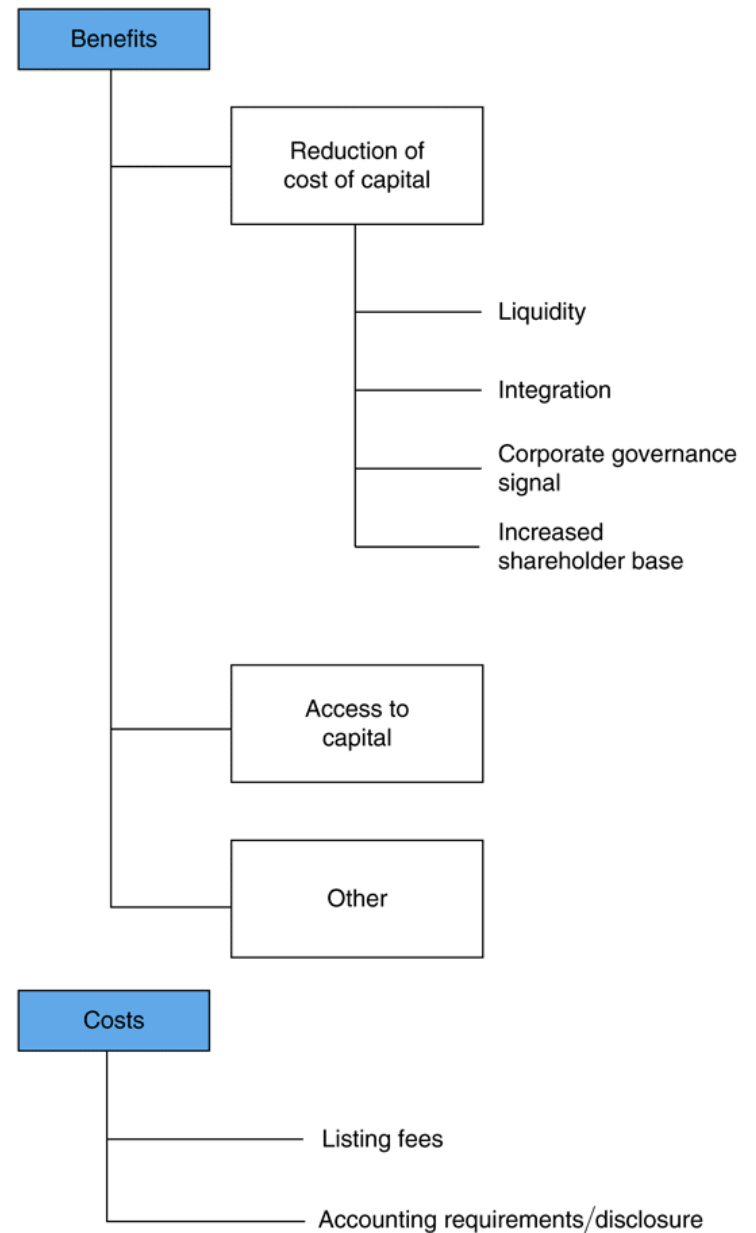 Benefits
Reduction of
cost of capital
Liquidity
Integration
Corporate governance
signal
Increased
shareholder base
Access to
capital
Other
Costs
Listing fees
Accounting requirements/disclosure